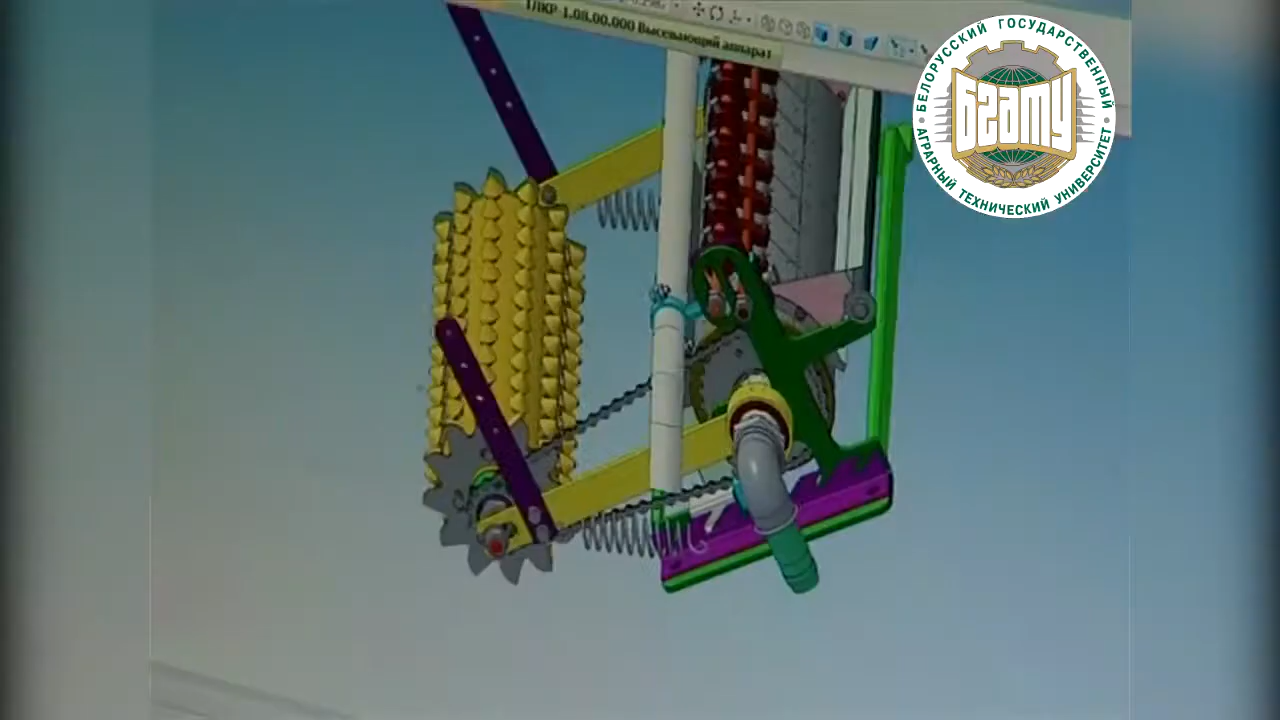 1.08.00.000 Высевающий аппарат
БЕЛОРУССКИЙ ГОСУДАРСТВЕННЫЙ
БГАТУ
АГРАРНЫЙ ТЕХНИЧЕСКИЙ УНИВЕРСИТЕТ